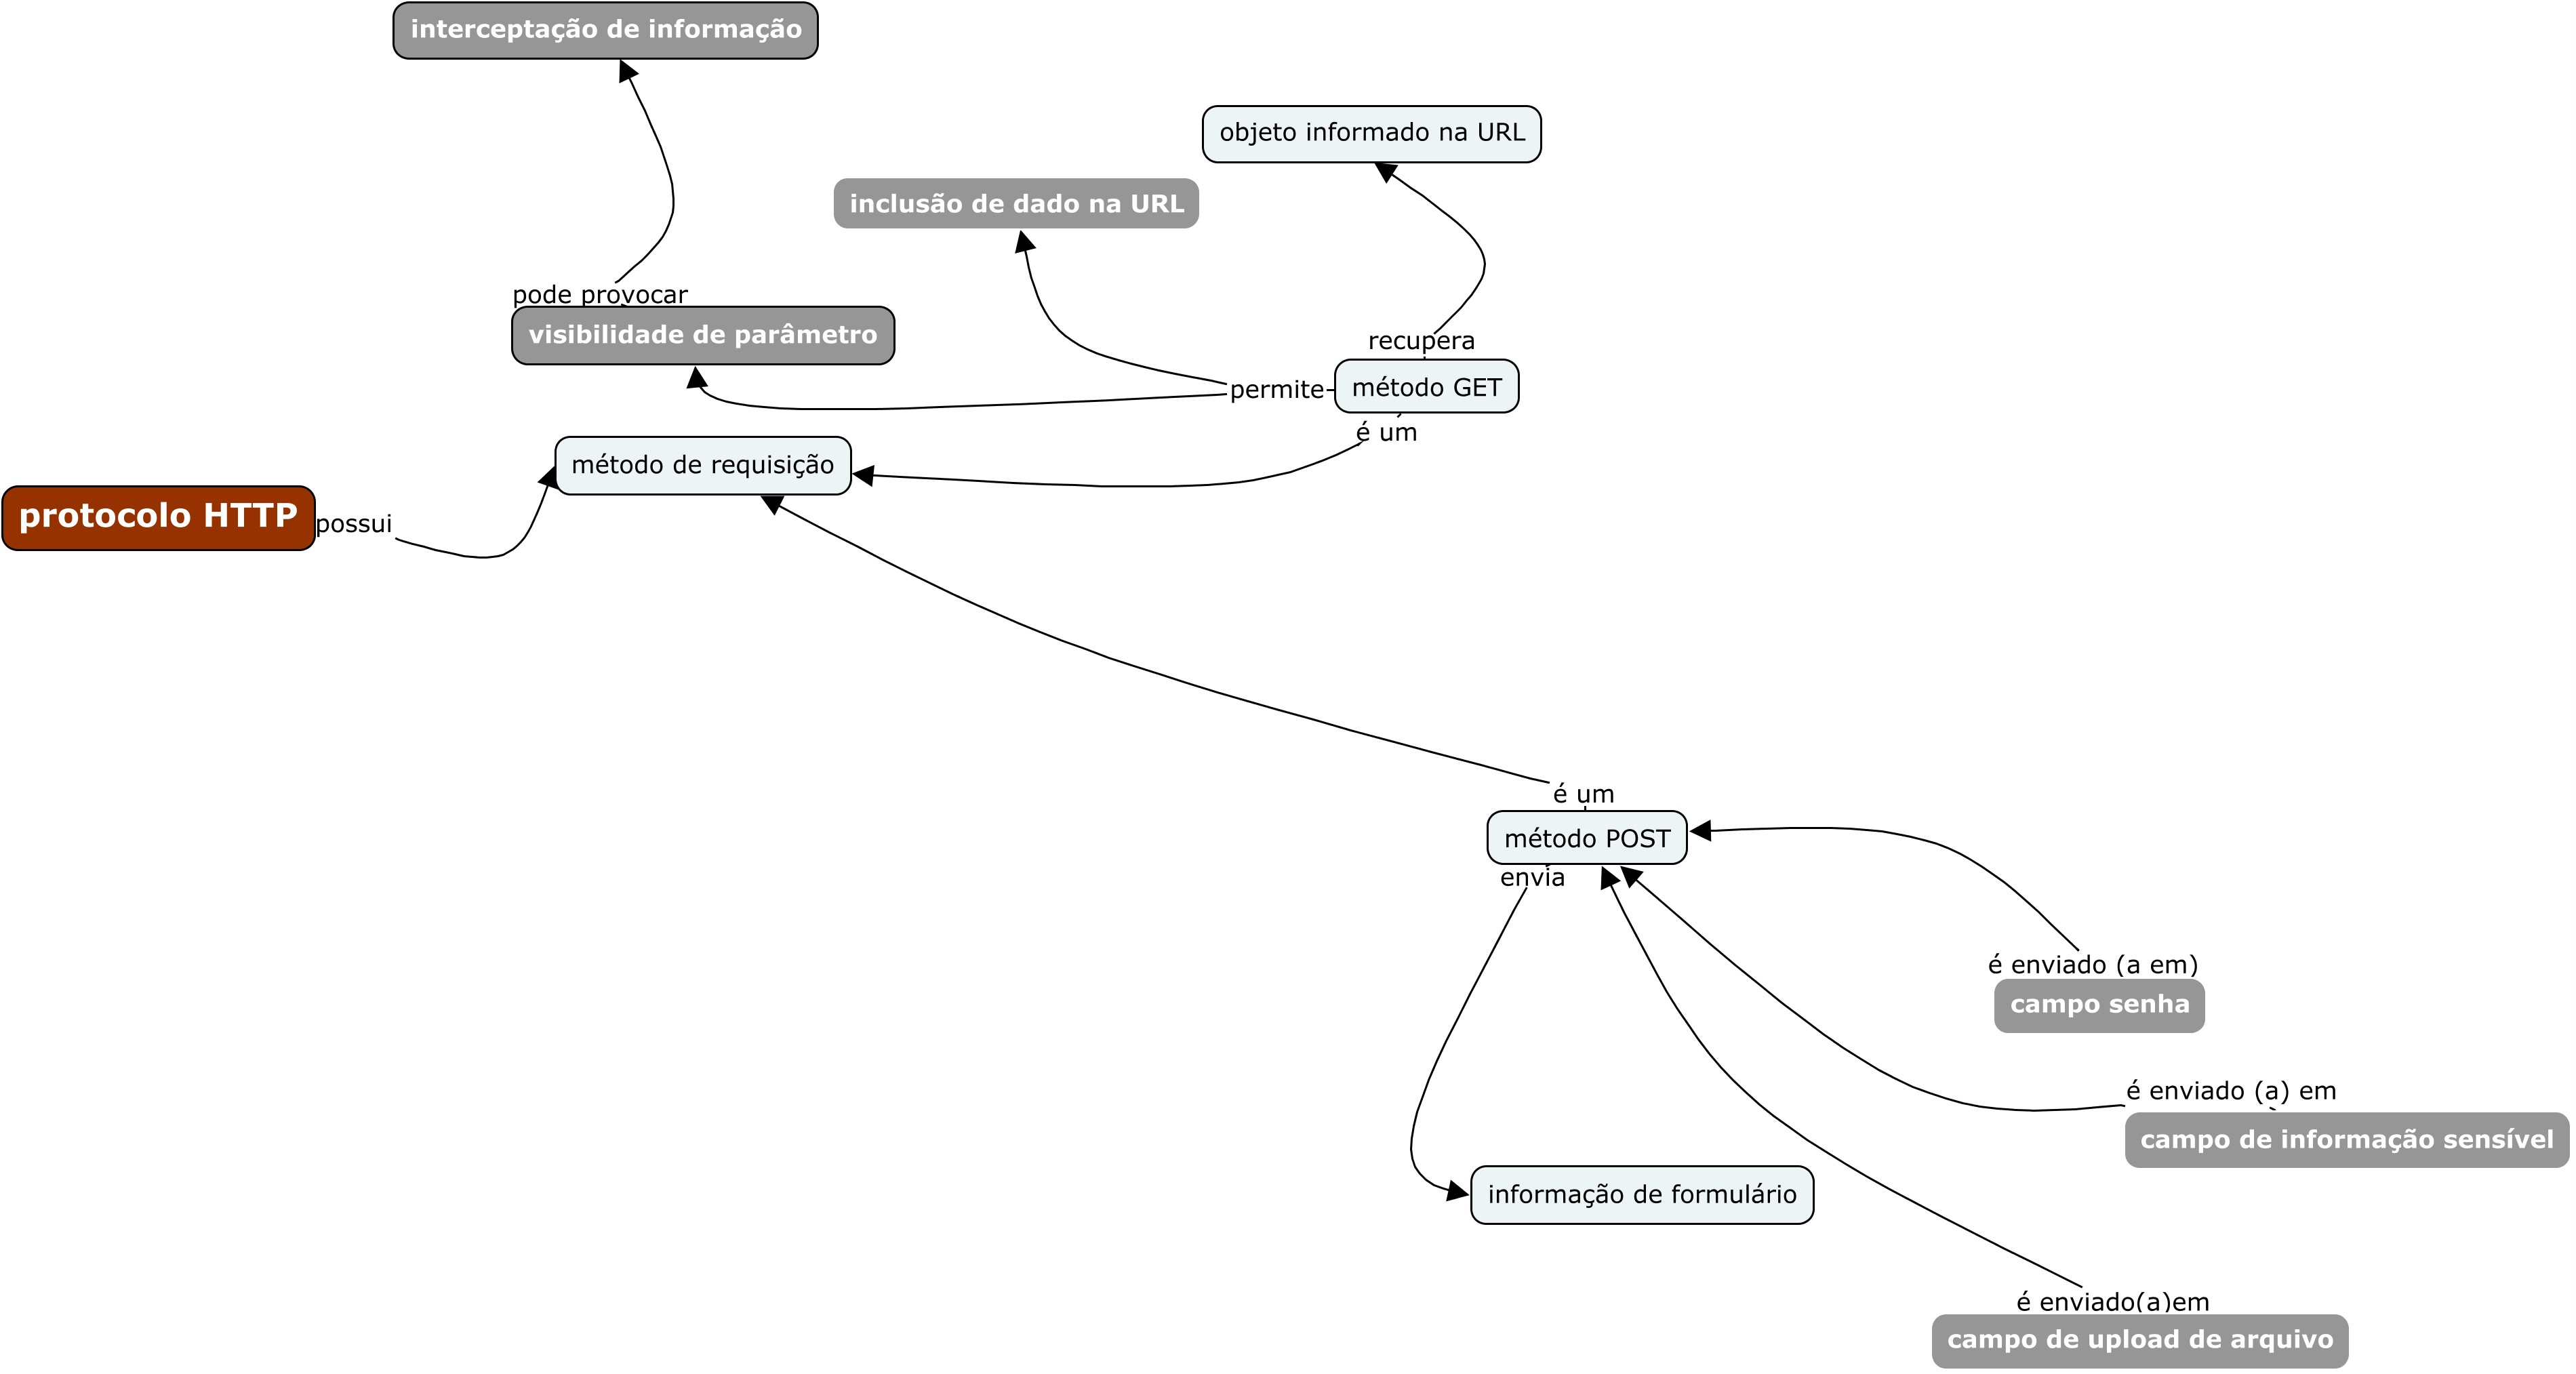 interceptação de informação
objeto informado na URL
inclusão de dado na URL
pode provocar
visibilidade de parâmetro
recupera
permite
método GET
é um
método de requisição
protocolo HTTP
possui
é um
método POST
envia
é enviado (a em)
campo senha
é enviado (a) em
campo de informação sensível
informação de formulário
é enviado(a)em
campo de upload de arquivo